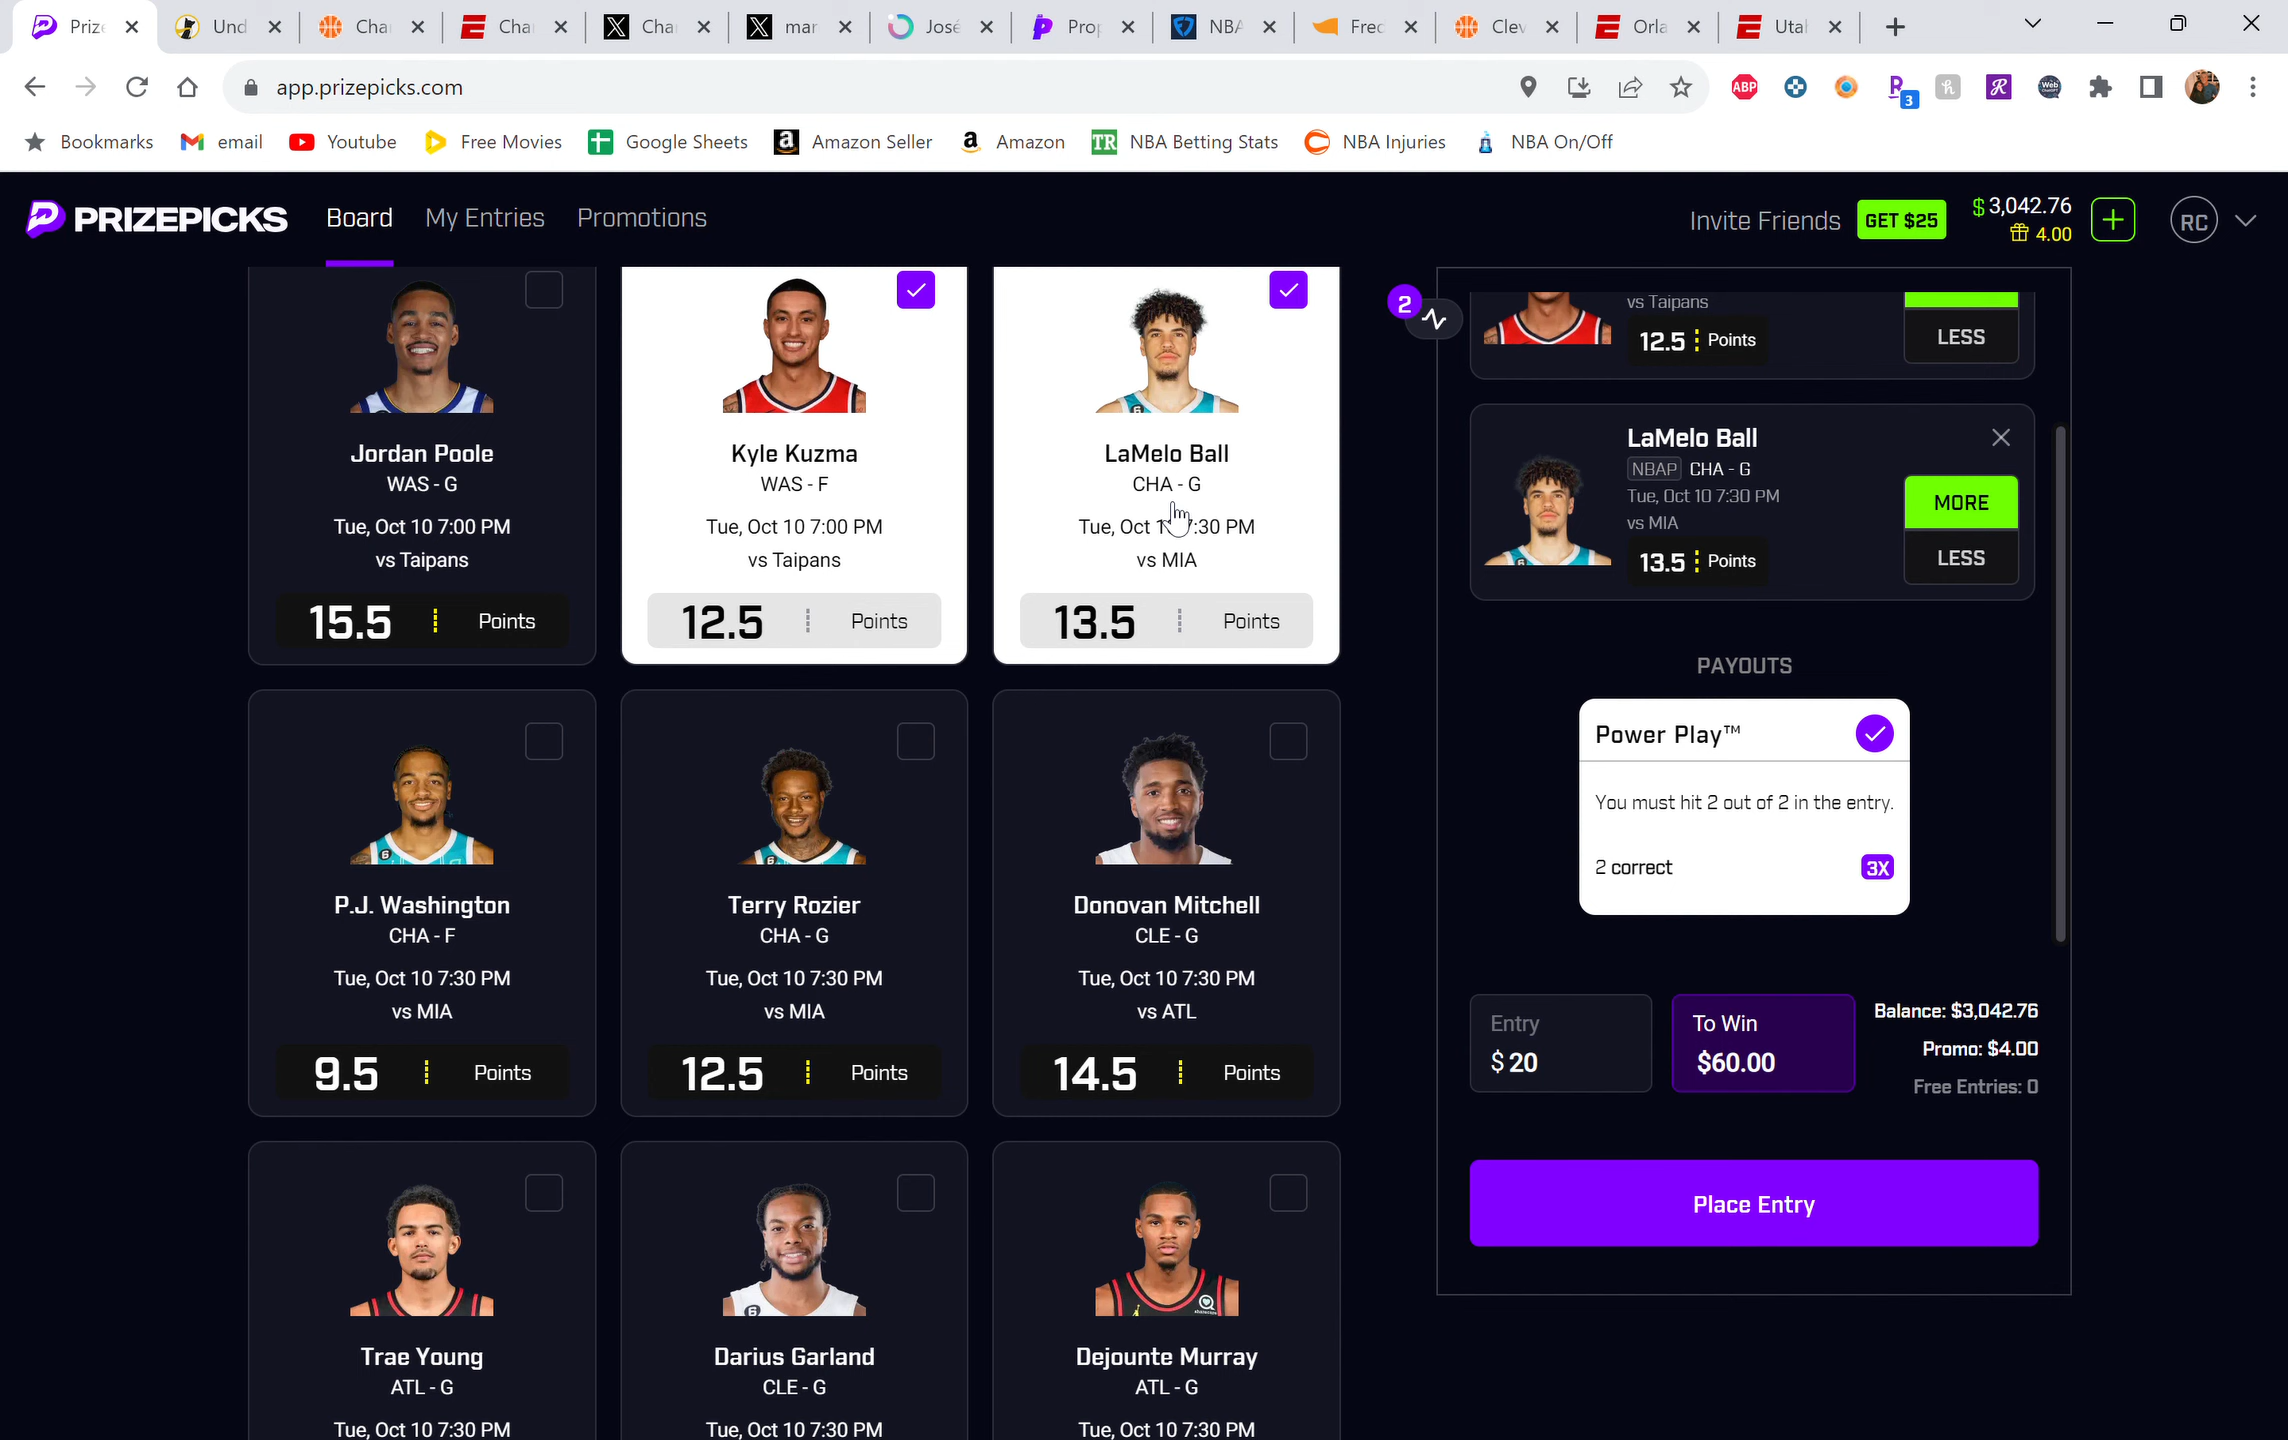 Prize
Und
Cha
Cha
Cha
mar
José
Prop
NBA
Frec
Clev
Orla
Utah
app.prizepicks.com
ABP
3
Bookmarks
email
Youtube
Free Movies
Google Sheets
Amazon Seller
Amazon
TR
NBA Betting Stats
NBA Injuries
NBA On/Off
PRIZEPICKS
Board
My Entries
Promotions
Invite Friends
GET $25
$ 3,042.76
4.00
RC
Jordan Poole
WAS - G
Tue, Oct 10 7:00 PM
vs Taipans
15.5 Points
Kyle Kuzma
WAS - F
Tue, Oct 10 7:00 PM
vs Taipans
12.5 Points
LaMelo Ball
CHA - G
Tue, Oct 1 7:30 PM
vs MIA
13.5 Points
P.J. Washington
CHA - F
Tue, Oct 10 7:30 PM
vs MIA
9.5 Points
Terry Rozier
CHA - G
Tue, Oct 10 7:30 PM
vs MIA
12.5 Points
Donovan Mitchell
CLE - G
Tue, Oct 10 7:30 PM
vs ATL
14.5 Points
Trae Young
ATL - G
Tue, Oct 10 7:30 PM
Darius Garland
CLE - G
Tue, Oct 10 7:30 PM
Dejounte Murray
ATL - G
Tue, Oct 10 7:30 PM
2
vs Taipans
12.5 Points
LESS
LaMelo Ball
NBAP CHA - G
Tue, Oct 10 7:30 PM
vs MIA
13.5 Points
MORE
LESS
PAYOUTS
Power Play™
You must hit 2 out of 2 in the entry.
2 correct
3X
Entry
$ 20
To Win
$60.00
Balance: $3,042.76
Promo: $4.00
Free Entries: 0
Place Entry